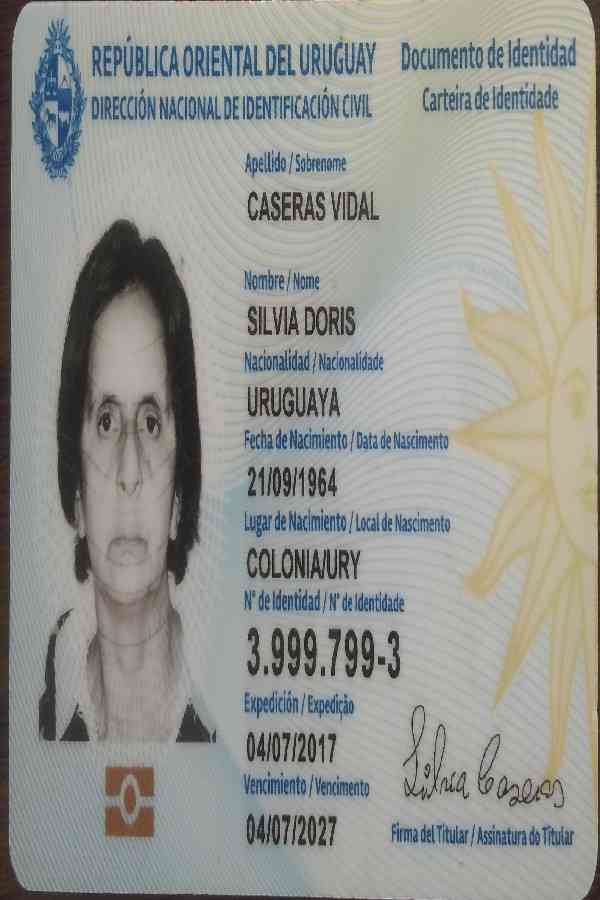 REPÚBLICA ORIENTAL DEL URUGUAY
DIRECCIÓN NACIONAL DE IDENTIFICACIÓN CIVIL
Documento de Identidad
Carteira de Identidade
Apellido / Sobrenome
CASERAS VIDAL
Nombre / Nome
SILVIA DORIS
Nacionalidad / Nacionalidade
URUGUAYA
Fecha de Nacimiento / Data de Nascimento
21/09/1964
Lugar de Nacimiento / Local de Nascimento
COLONIA/URY
N° de Identidad / N° de Identidade
3.999.799-3
Expedición / Expedição
04/07/2017
Vencimiento / Vencimento
04/07/2027
Silvia Caseras
Firma del Titular / Assinatura do Titular